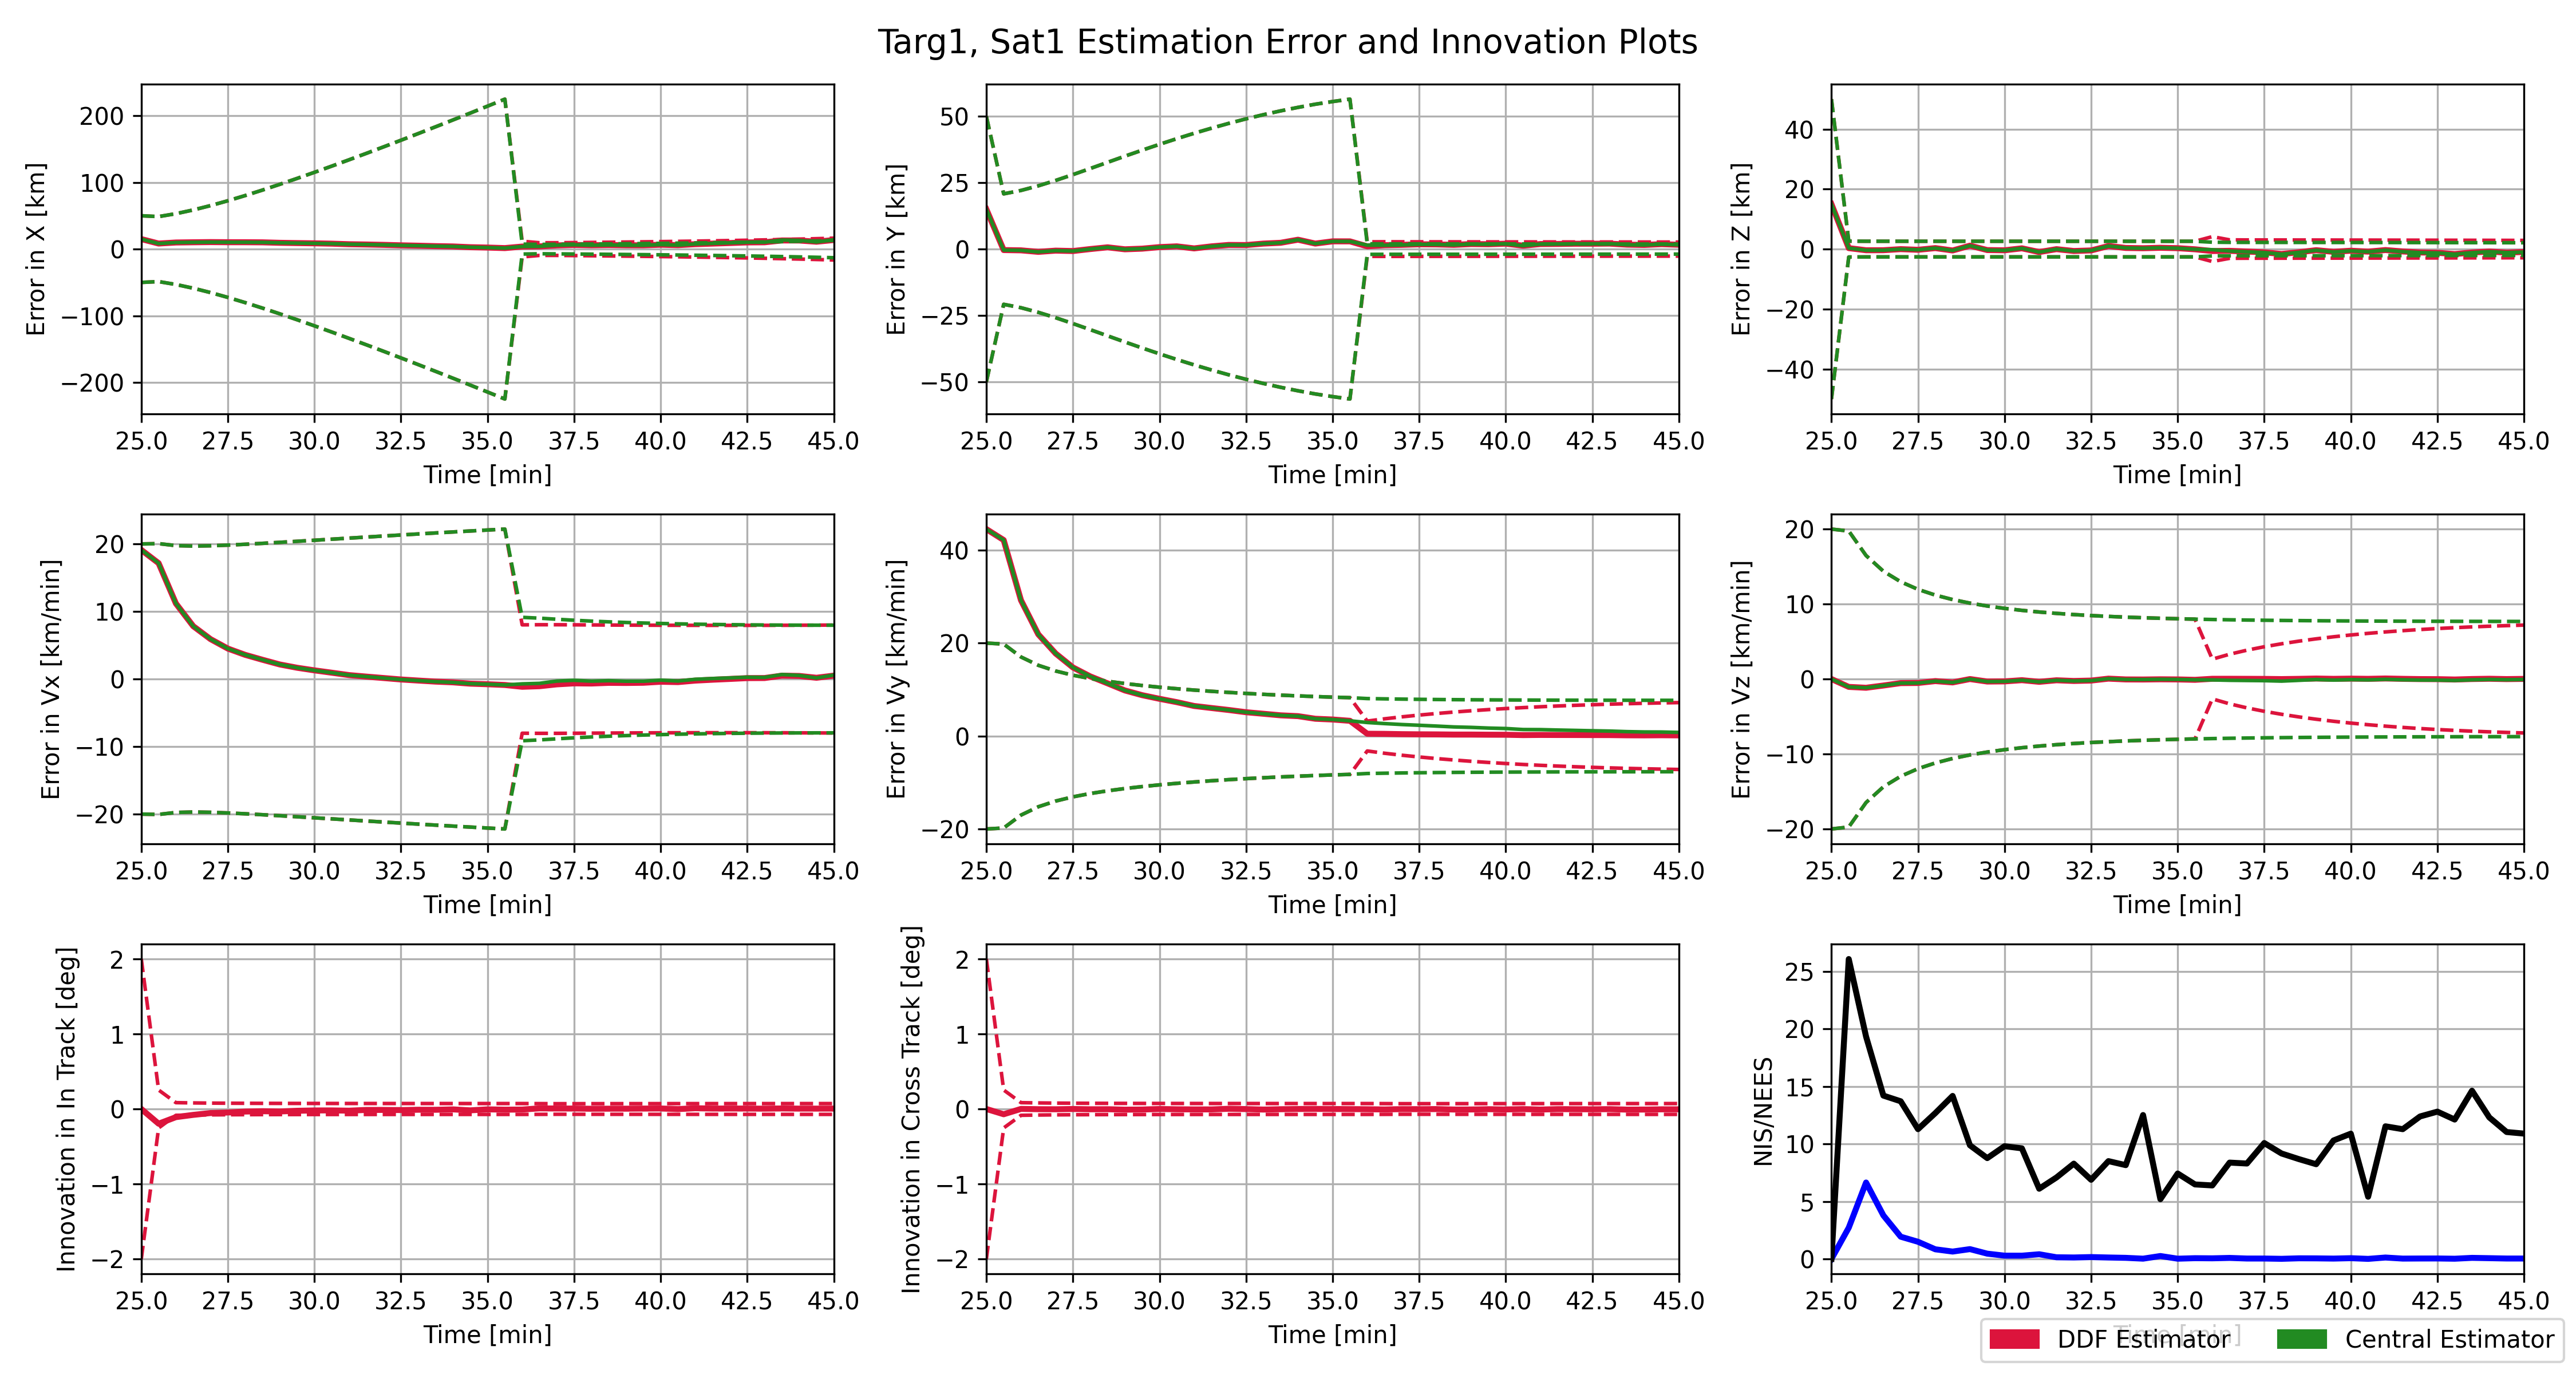 Targ1, Sat1 Estimation Error and Innovation Plots
Error in X [km]
200
100
0
−100
−200
25.0 27.5 30.0 32.5 35.0 37.5 40.0 42.5 45.0
Time [min]
Error in Y [km]
50
25
0
−25
−50
25.0 27.5 30.0 32.5 35.0 37.5 40.0 42.5 45.0
Time [min]
Error in Z [km]
40
20
0
−20
−40
25.0 27.5 30.0 32.5 35.0 37.5 40.0 42.5 45.0
Time [min]
Error in Vx [km/min]
20
10
0
−10
−20
25.0 27.5 30.0 32.5 35.0 37.5 40.0 42.5 45.0
Time [min]
Error in Vy [km/min]
40
20
0
−20
25.0 27.5 30.0 32.5 35.0 37.5 40.0 42.5 45.0
Time [min]
Error in Vz [km/min]
20
10
0
−10
−20
25.0 27.5 30.0 32.5 35.0 37.5 40.0 42.5 45.0
Time [min]
Innovation in In Track [deg]
2
1
0
−1
−2
25.0 27.5 30.0 32.5 35.0 37.5 40.0 42.5 45.0
Time [min]
Innovation in Cross Track [deg]
2
1
0
−1
−2
25.0 27.5 30.0 32.5 35.0 37.5 40.0 42.5 45.0
Time [min]
NIS/NEES
25
20
15
10
5
0
25.0 27.5 30.0 32.5 35.0 37.5 40.0 42.5 45.0
Time [min]
DDF Estimator
Central Estimator